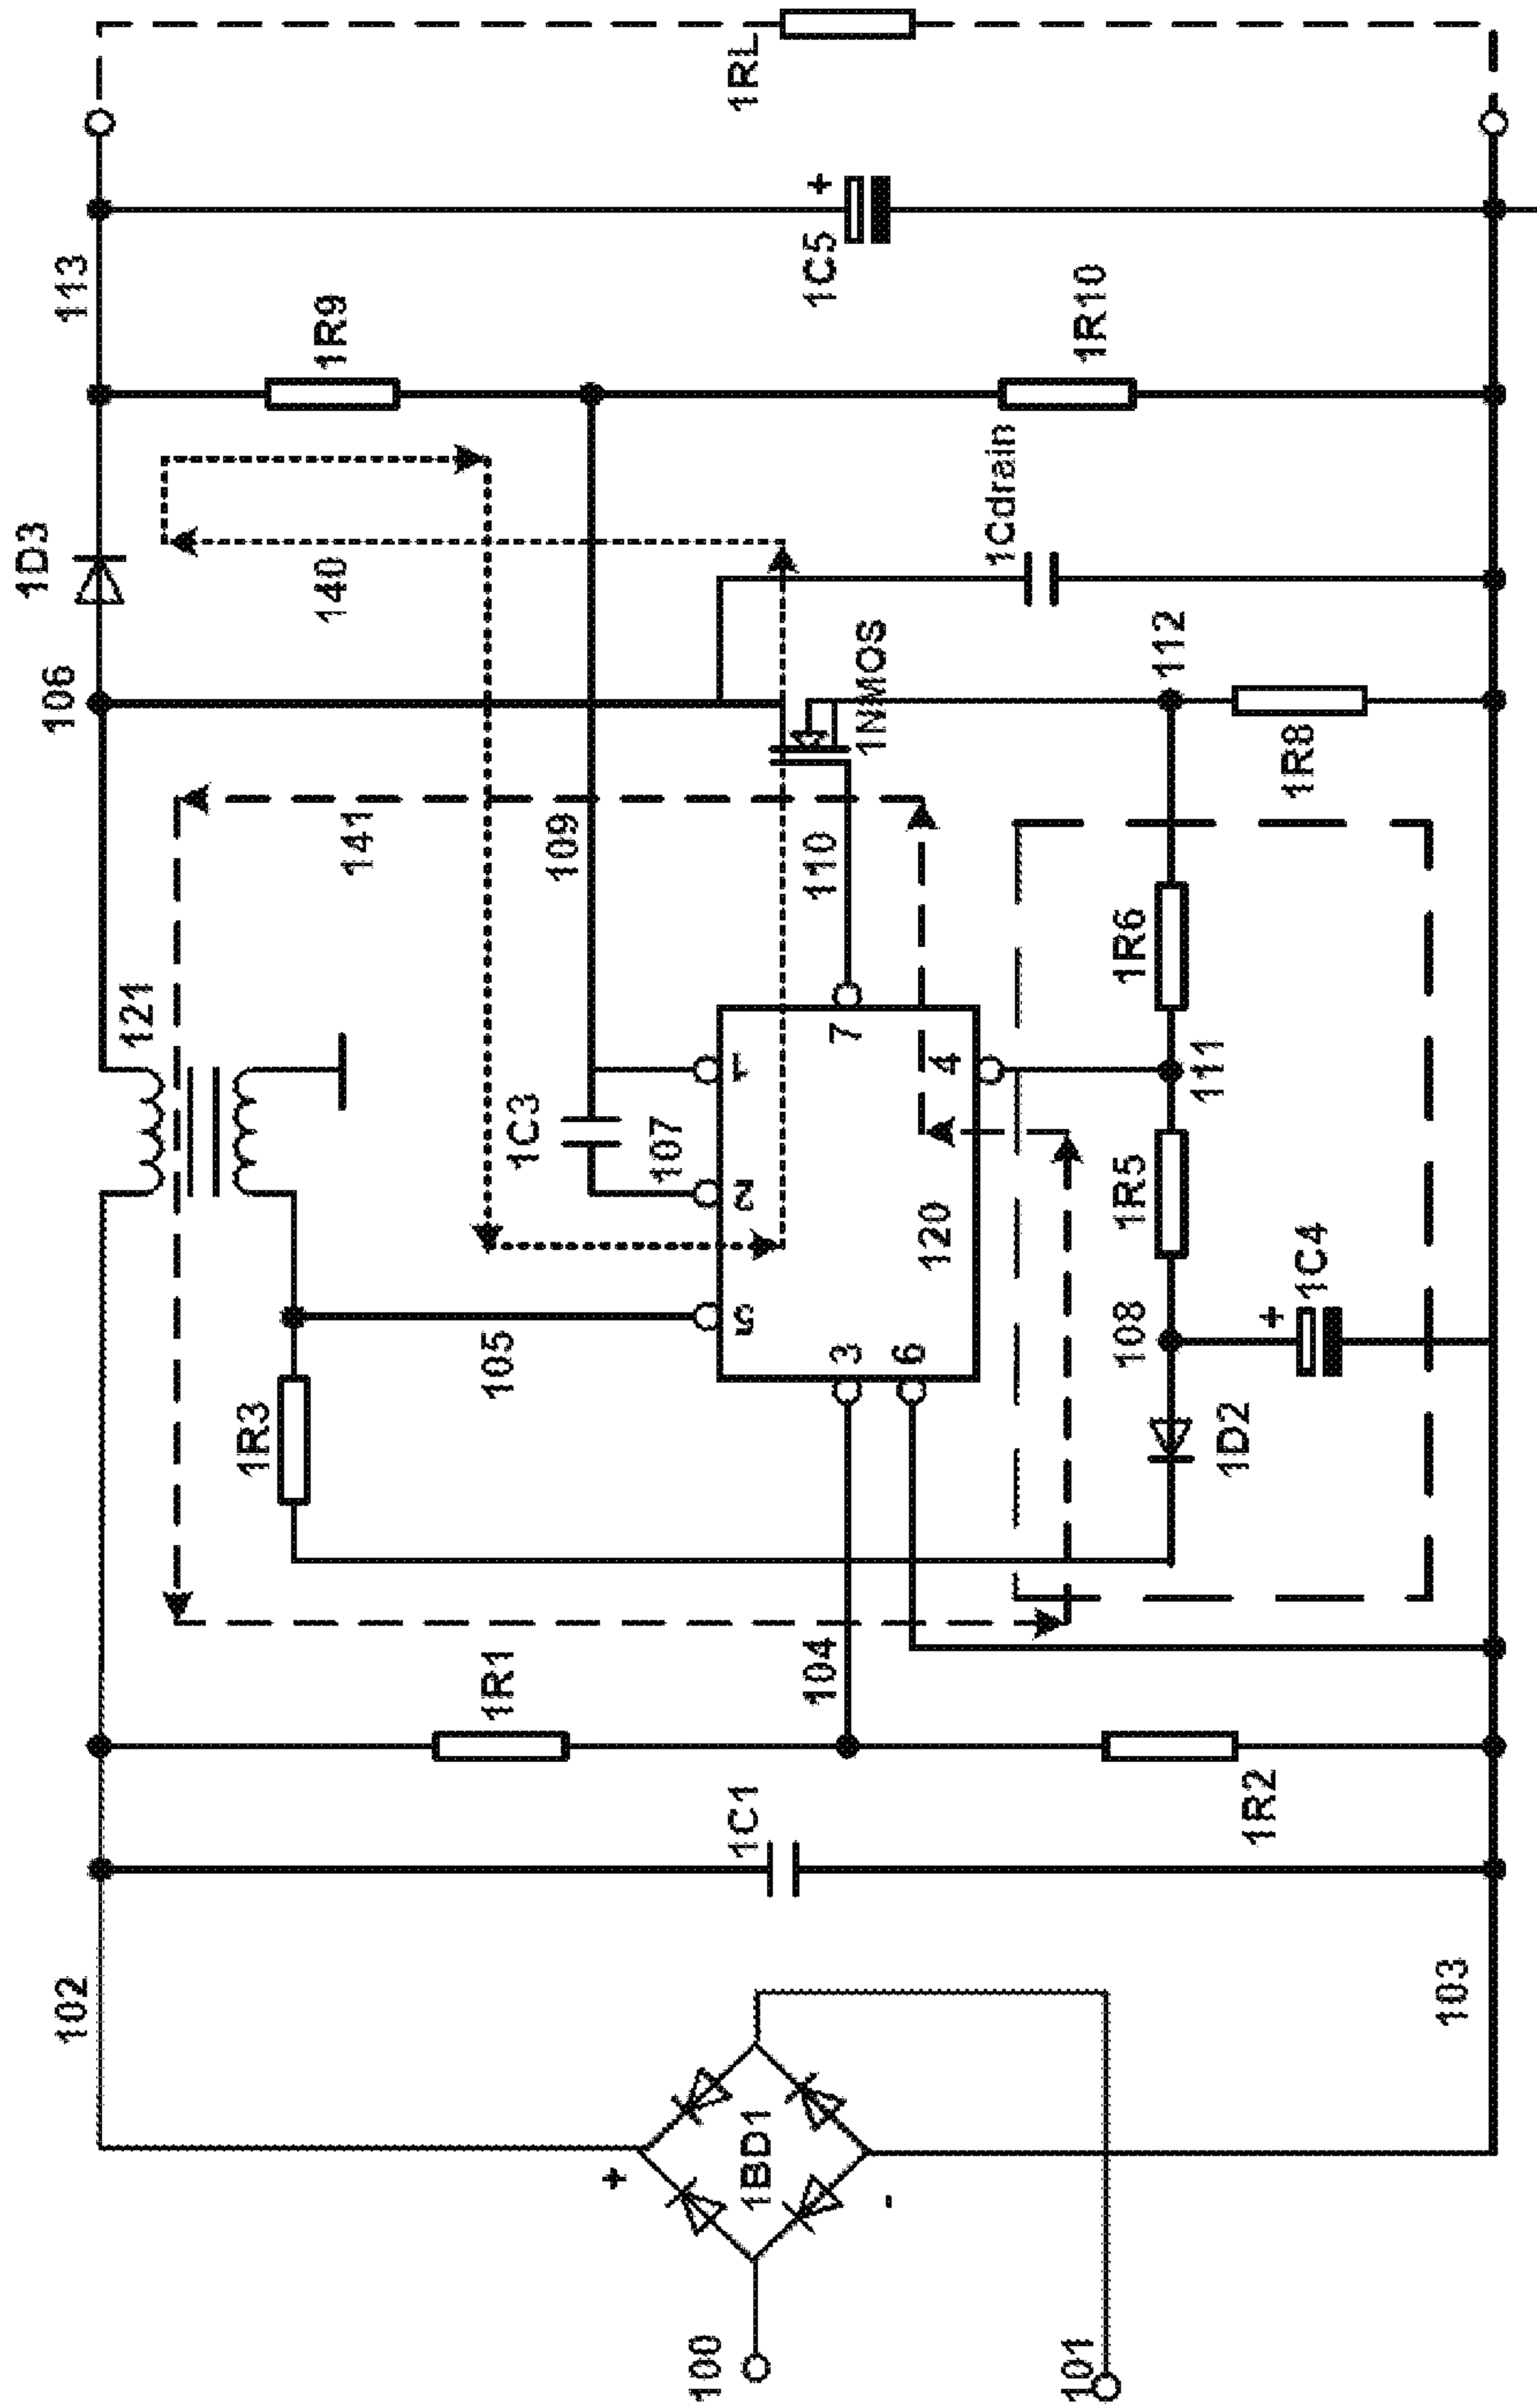 102
106
1D3
113
121
140
1R9
141
109
105
1C3
107
1R3
1R1
1C1
5
2
1
3
6
7
4
120
104
110
1NMOS
1Cdrain
1C5
+
1RL
100
+
1BD1
-
101
1R2
108
1R5
111
1R6
112
1R8
1R10
1D2
+
1C4
103